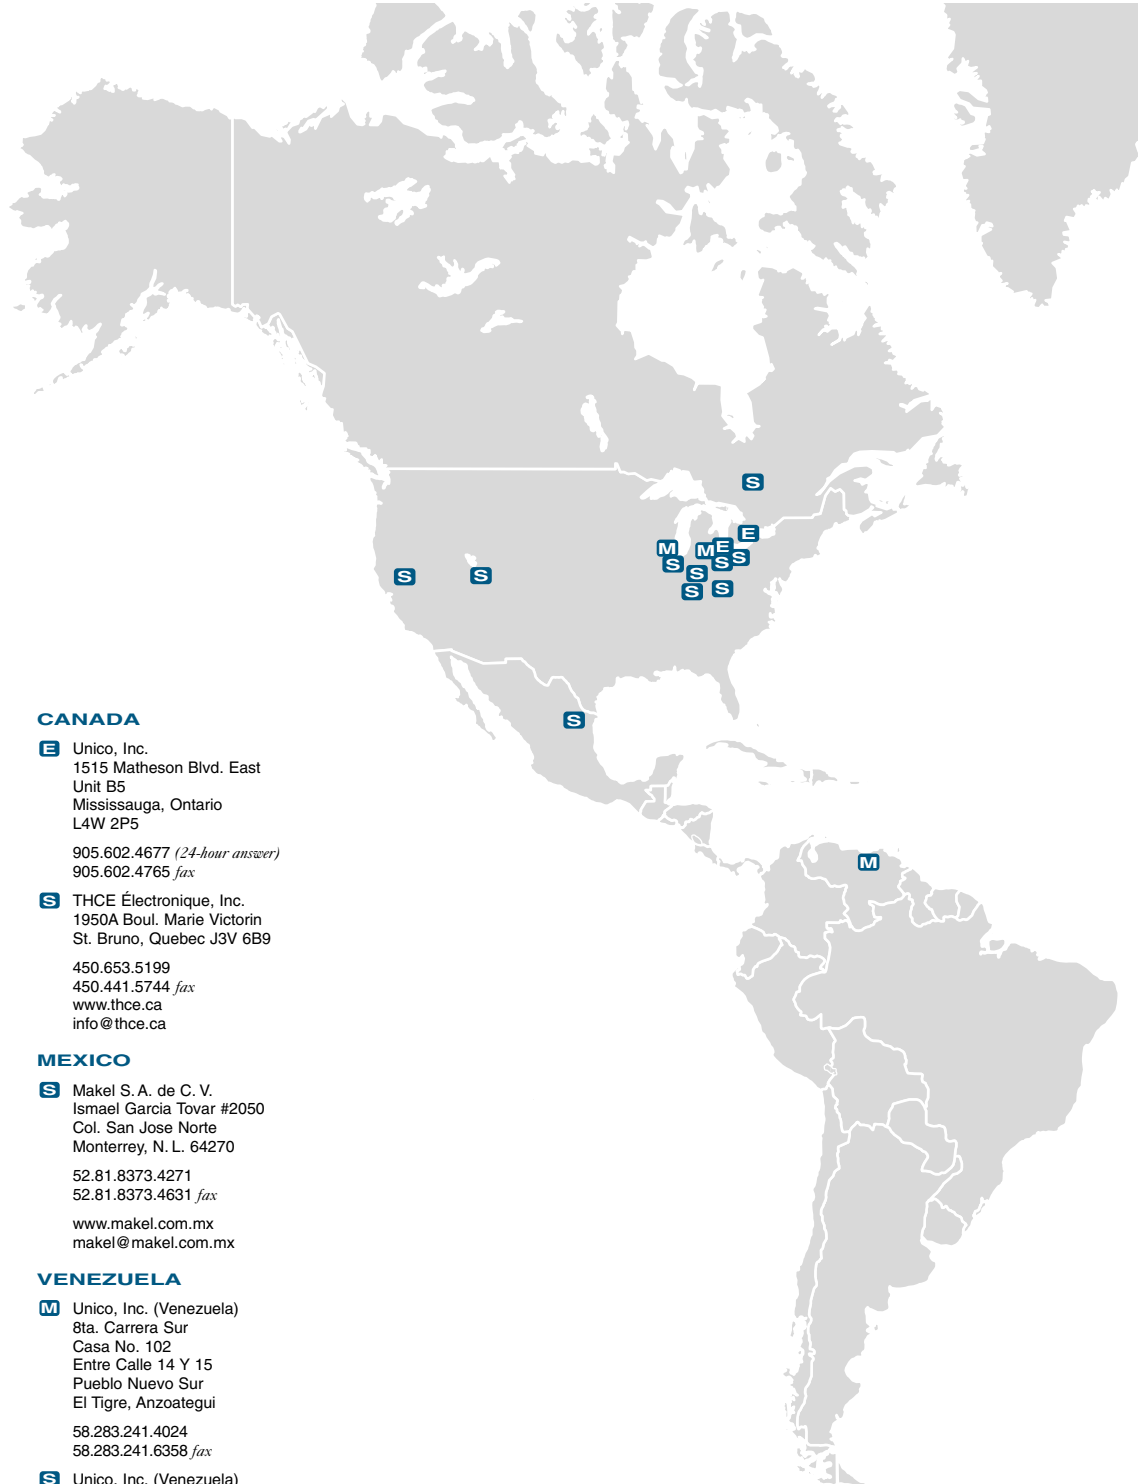 S
E
M
M
E
S
S
S
S
S
S
S
S
S
M
CANADA
E Unico, Inc.
1515 Matheson Blvd. East
Unit B5
Mississauga, Ontario
L4W 2P5
905.602.4677 (24-hour answer)
905.602.4765 fax
S THCE Électronique, Inc.
1950A Boul. Marie Victorin
St. Bruno, Quebec J3V 6B9
450.653.5199
450.441.5744 fax
www.thce.ca
info@thce.ca
MEXICO
S Makel S.A. de C.V.
Ismael Garcia Tovar #2050
Col. San Jose Norte
Monterrey, N.L. 64270
52.81.8373.4271
52.81.8373.4631 fax
www.makel.com.mx
makel@makel.com.mx
VENEZUELA
M Unico, Inc. (Venezuela)
8ta. Carrera Sur
Casa No. 102
Entre Calle 14 Y 15
Pueblo Nuevo Sur
El Tigre, Anzoategui
58.283.241.4024
58.283.241.6358 fax
S Unico, Inc. (Venezuela)